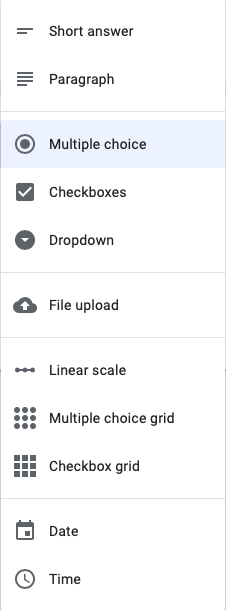 Short answer
Paragraph
Multiple choice
Checkboxes
Dropdown
File upload
Linear scale
Multiple choice grid
Checkbox grid
Date
Time